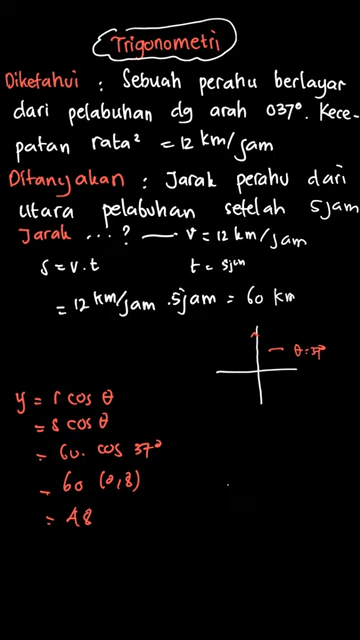 Trigonometri
Diketahui : Sebuah perahu berlayar
dari pelabuhan dg arah 037°. Kece-
patan rata² = 12 km/jam
Ditanyakan : Jarak perahu dari
utara pelabuhan setelah 5jam
Jarak ...? — v = 12 km/jam
s = v . t t = 5jm
= 12 km/jam . 5jam = 60 km
θ = 37°
y = r cos θ
= s cos θ
= 60 . cos 37°
= 60 (0,8)
= 48